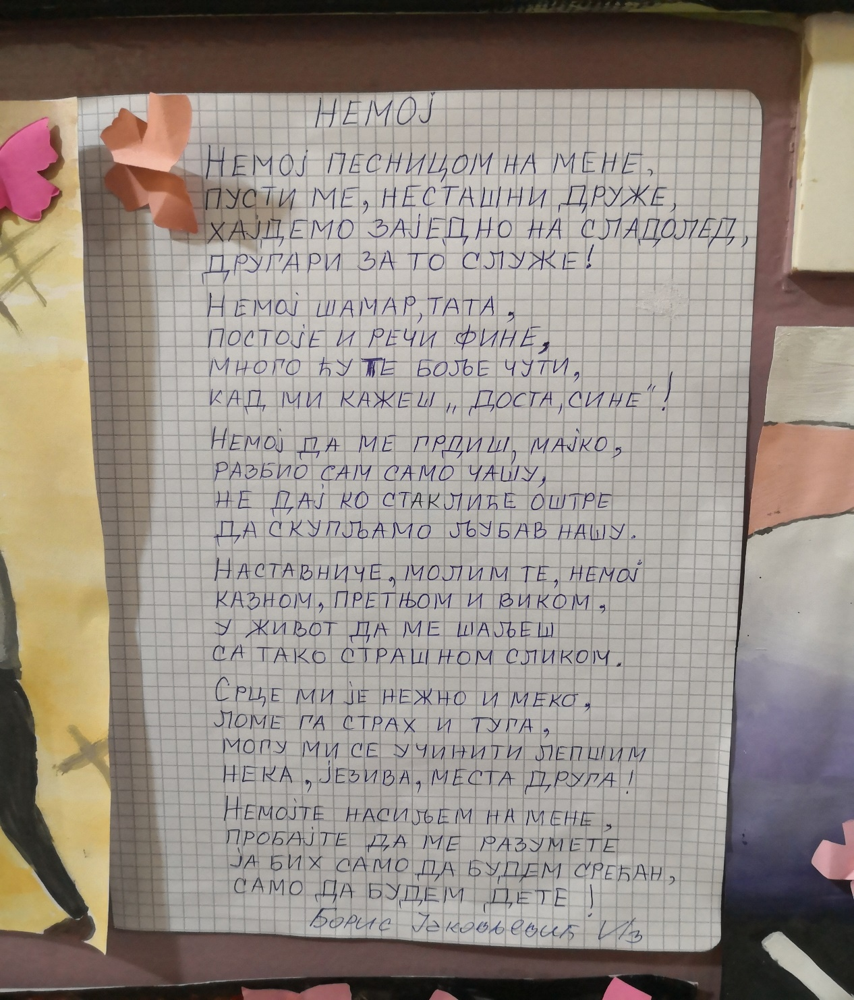 НЕМОЈ
НЕМОЈ ПЕСНИЦОМ НА МЕНЕ,
ПУСТИ МЕ, НЕСТАШНИ ДРУЖЕ,
ХАЈДЕМО ЗАЈЕДНО НА СЛАДОЛЕД,
ДРУГАРИ ЗА ТО СЛУЖЕ!
НЕМОЈ ШАМАР, ТАТА,
ПОСТОЈЕ И РЕЧИ ФИНЕ,
МНОГО ЋУ ТЕ БОЉЕ ЧУТИ,
КАД МИ КАЖЕШ „ДОСТА, СИНЕ“!
НЕМОЈ ДА МЕ ГРДИШ, МАЈКО,
РАЗБИО САМ САМО ЧАШУ,
НЕ ДАЈ КО СТАКЛИЋЕ ОШТРЕ
ДА СКУПЉАМО ЉУБАВ НАШУ.
НАСТАВНИЧЕ, МОЛИМ ТЕ, НЕМОЈ
КАЗНОМ, ПРЕТЊОМ И ВИКОМ,
У ЖИВОТ ДА МЕ ШАЉЕШ
СА ТАКО СТРАШНОМ СЛИКОМ.
СРЦЕ МИ ЈЕ НЕЖНО И МЕКО,
ЛОМЕ ГА СТРАХ И ТУГА,
МОГУ МИ СЕ УЧИНИТИ ЛЕПШИМ
НЕКА, ЈЕЗИВА, МЕСТА ДРУГА!
НЕМОЈТЕ НАСИЉЕМ НА МЕНЕ,
ПРОБАЈТЕ ДА МЕ РАЗУМЕТЕ
ЈА БИХ САМО ДА БУДЕМ СРЕЋАН,
САМО ДА БУДЕМ ДЕТЕ!
Борис Јаковљевић V/3